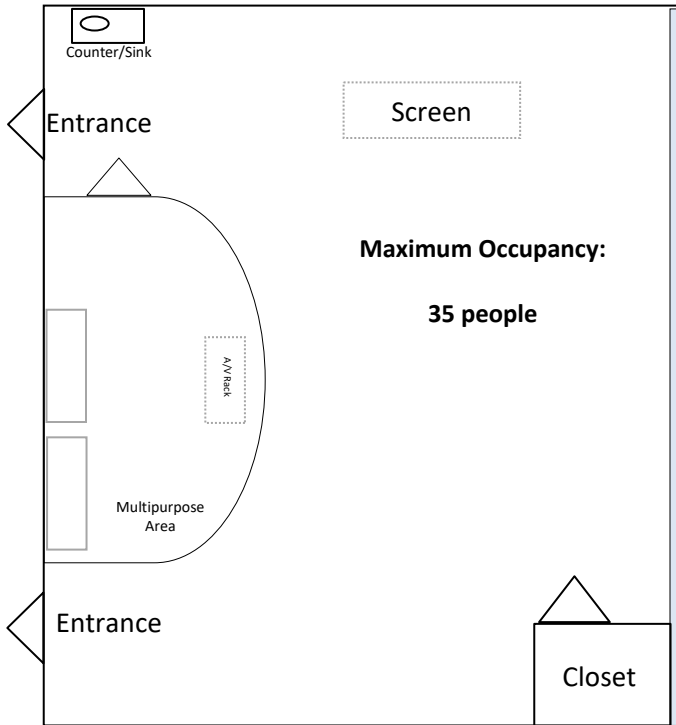 Counter/Sink
Entrance
Screen
Maximum Occupancy:
35 people
A/V Rack
Multipurpose
Area
Entrance
Closet